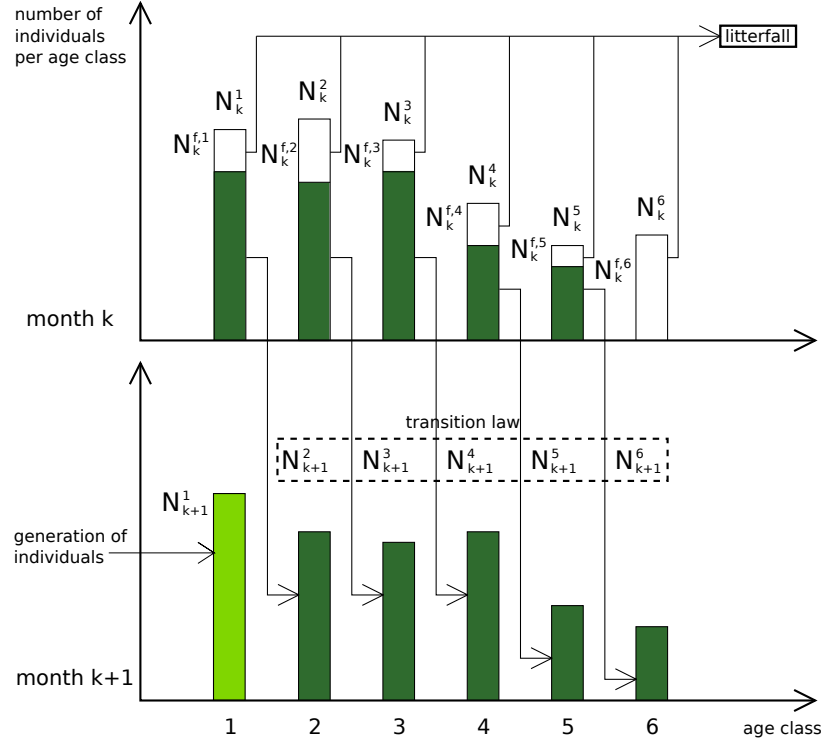 number of
individuals
per age class
litterfall
N_k^1
N_k^2
N_k^3
N_k^{f,1}
N_k^{f,2}
N_k^{f,3}
N_k^4
N_k^{f,4}
N_k^5
N_k^6
N_k^{f,5}
N_k^{f,6}
month k
transition law
N_{k+1}^2
N_{k+1}^3
N_{k+1}^4
N_{k+1}^5
N_{k+1}^6
N_{k+1}^1
generation of
individuals
month k+1
1 2 3 4 5 6 age class